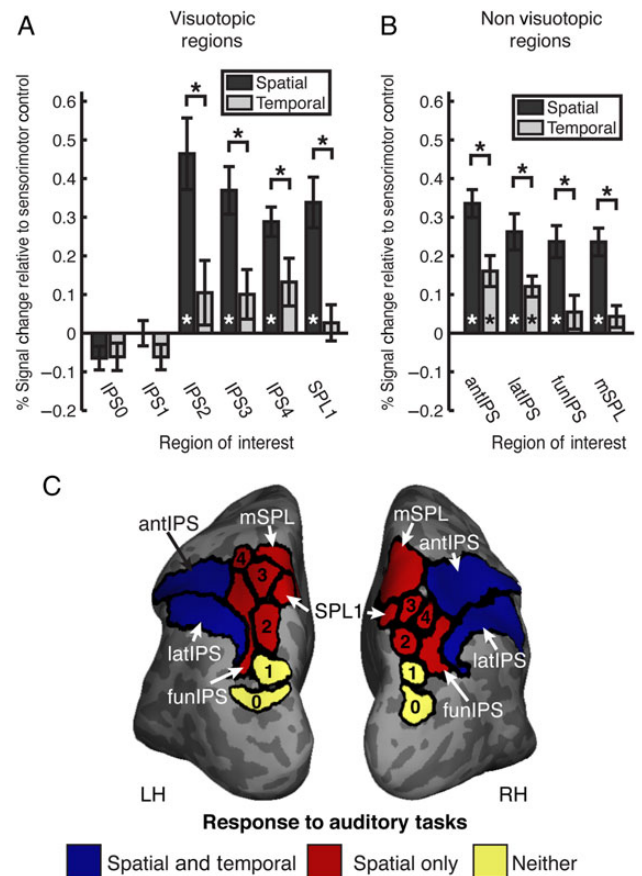 A
Visuotopic
regions
% Signal change relative to sensorimotor control
0.6
0.5
0.4
0.3
0.2
0.1
0
−0.1
−0.2
Spatial
Temporal
*
*
*
*
*
*
*
*
IPS0
IPS1
IPS2
IPS3
IPS4
SPL1
Region of interest
B
Non visuotopic
regions
% Signal change relative to sensorimotor control
0.6
0.5
0.4
0.3
0.2
0.1
0
−0.1
−0.2
Spatial
Temporal
*
*
*
*
*
*
*
*
*
*
antIPS
latIPS
funIPS
mSPL
Region of interest
C
antIPS
mSPL
4
3
2
1
0
latIPS
funIPS
LH
SPL1
mSPL
antIPS
3
4
2
1
0
latIPS
funIPS
RH
Response to auditory tasks
Spatial and temporal
Spatial only
Neither